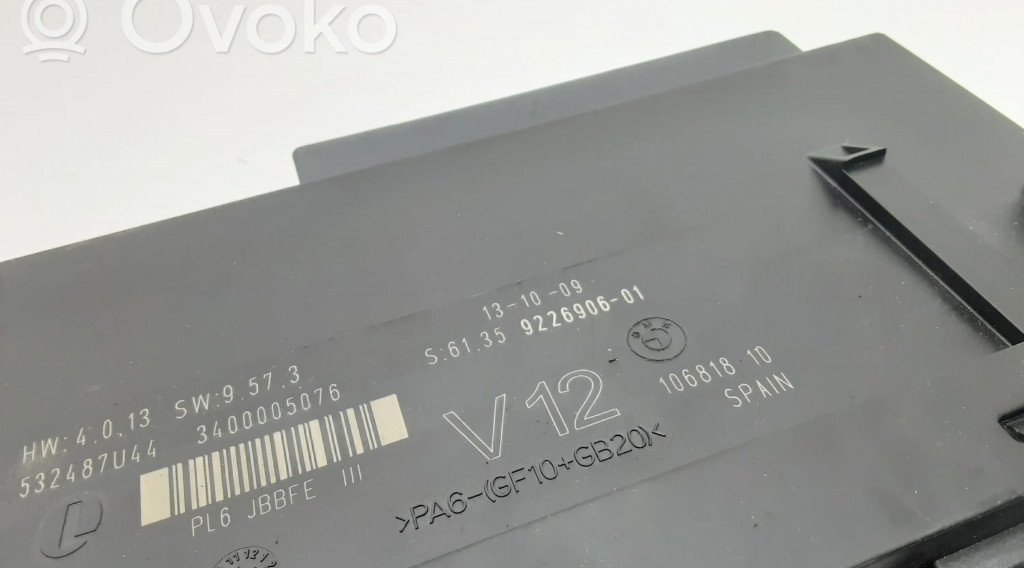 Ovoko
13-10-09
S:61.35 9226906-01
HW:4.0.13 SW:9.57.3
532487U44 3400005076
V12
106818 10
SPAIN
PL6 JBBFE III
>PA6-(GF10+GB20)<
BMW